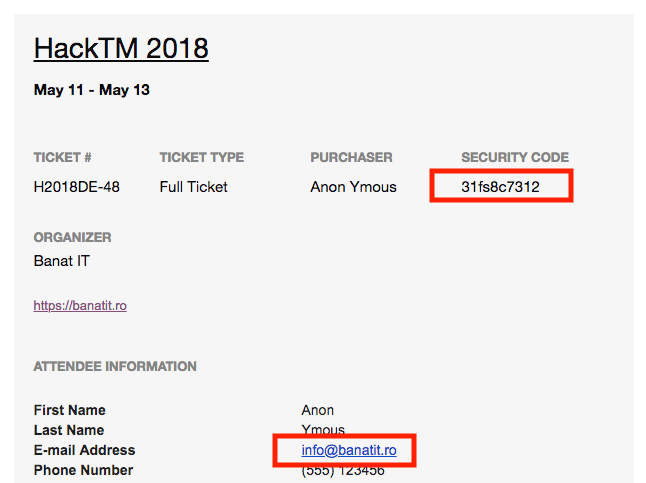 HackTM 2018
May 11 - May 13
TICKET # TICKET TYPE PURCHASER SECURITY CODE
H2018DE-48 Full Ticket Anon Ymous 31fs8c7312
ORGANIZER
Banat IT
https://banatit.ro
ATTENDEE INFORMATION
First Name Anon
Last Name Ymous
E-mail Address info@banatit.ro
Phone Number (555) 123456